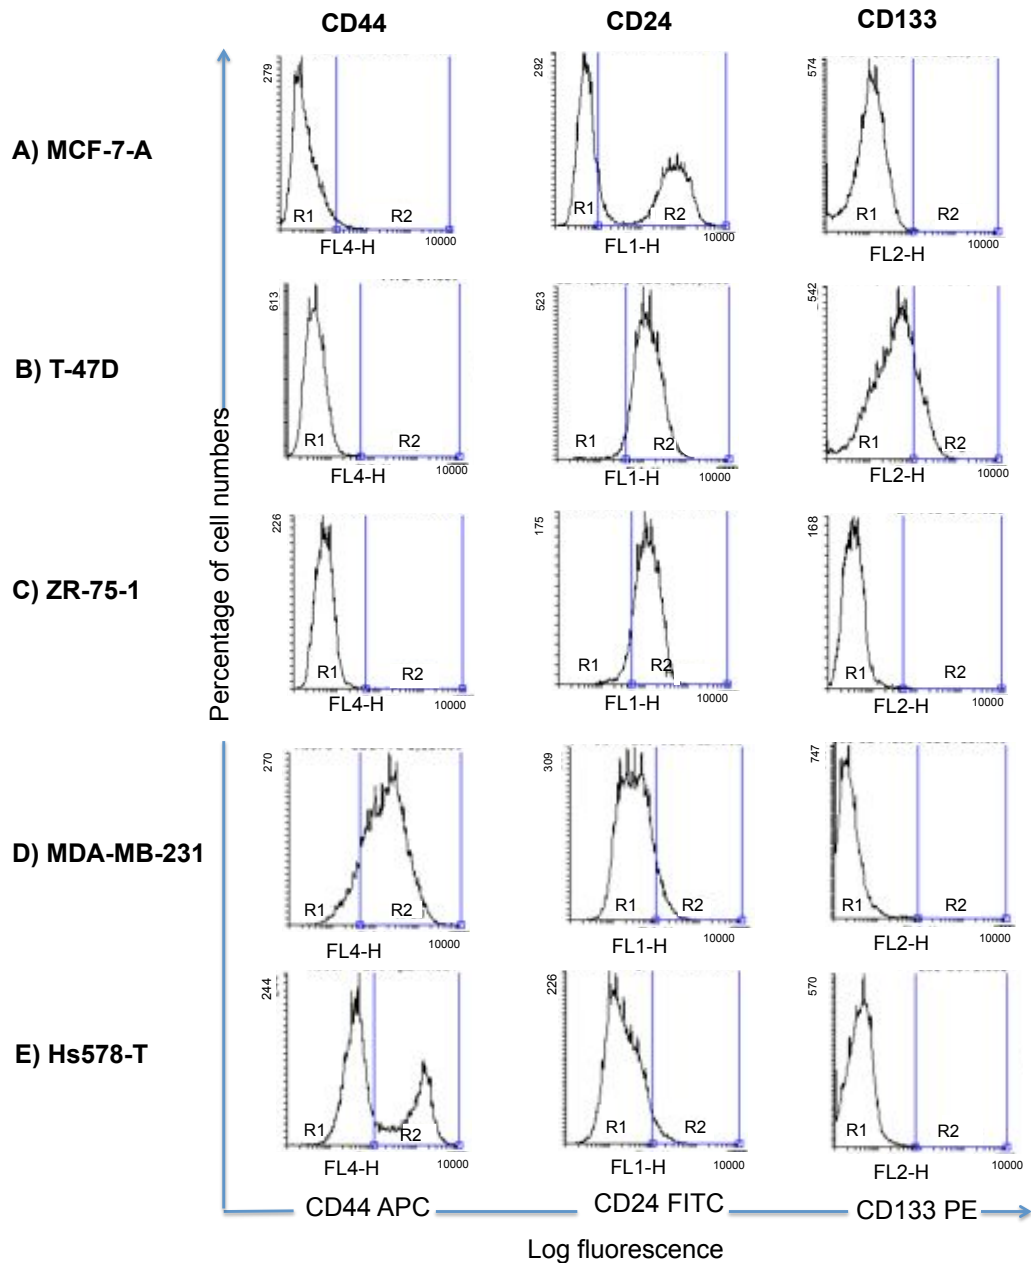 CD44 CD24 CD133
A) MCF-7-A
279 R1 R2 10000 FL4-H
292 R1 R2 10000 FL1-H
574 R1 R2 10000 FL2-H
B) T-47D
613 R1 R2 10000 FL4-H
523 R1 R2 10000 FL1-H
542 R1 R2 10000 FL2-H
Percentage of cell numbers
C) ZR-75-1
226 R1 R2 10000 FL4-H
175 R1 R2 10000 FL1-H
168 R1 R2 10000 FL2-H
D) MDA-MB-231
270 R1 R2 10000 FL4-H
309 R1 R2 10000 FL1-H
747 R1 R2 10000 FL2-H
E) Hs578-T
244 R1 R2 10000 FL4-H
226 R1 R2 10000 FL1-H
570 R1 R2 10000 FL2-H
CD44 APC CD24 FITC CD133 PE
Log fluorescence